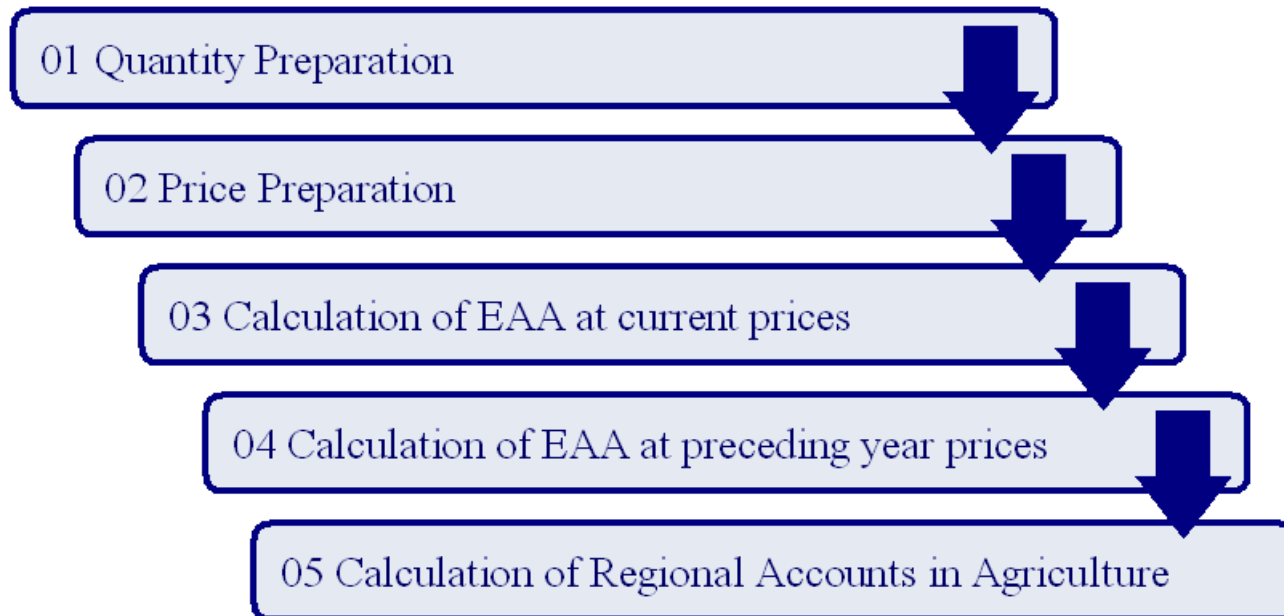 01 Quantity Preparation
02 Price Preparation
03 Calculation of EAA at current prices
04 Calculation of EAA at preceding year prices
05 Calculation of Regional Accounts in Agriculture